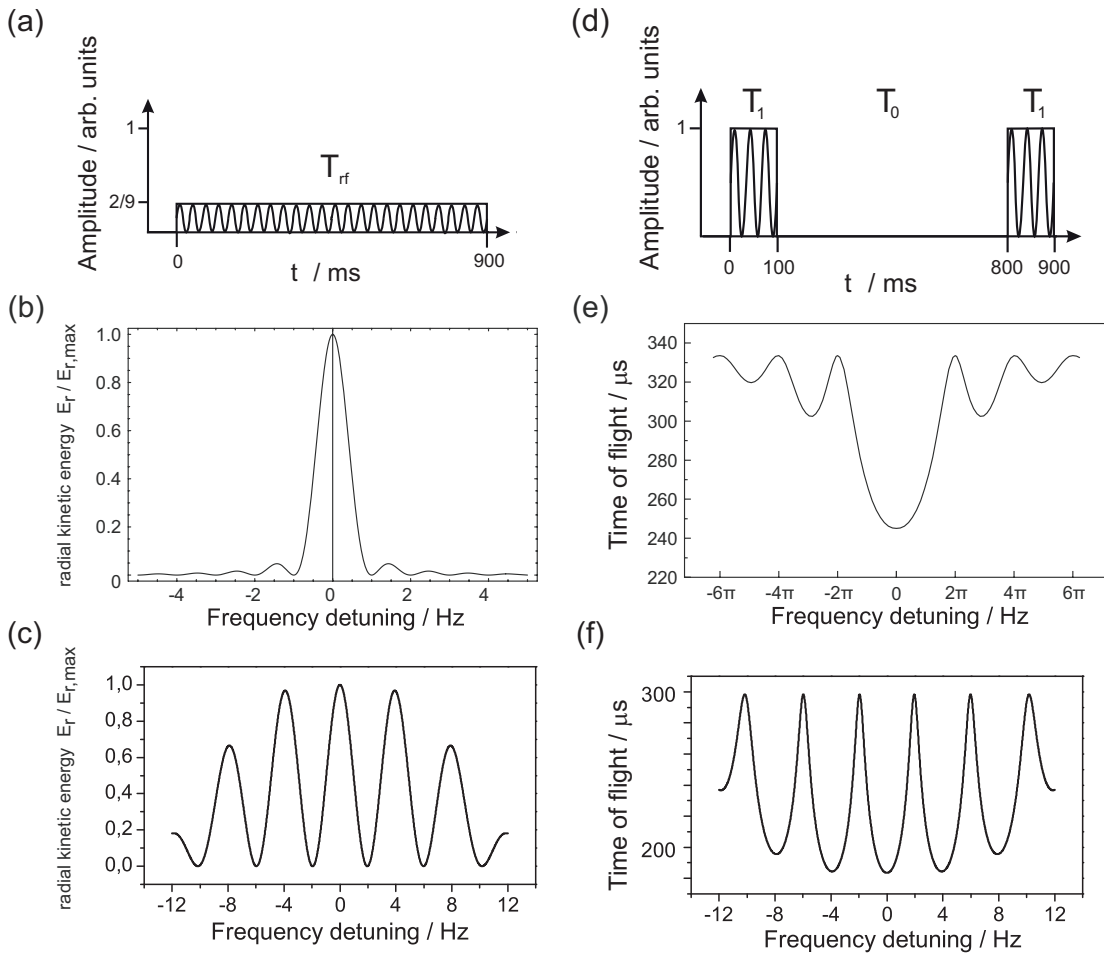 (a)
Amplitude / arb. units
1
2/9
T_rf
0
900
t / ms
(d)
Amplitude / arb. units
1
T_1
T_0
T_1
0
100
800
900
t / ms
(b)
radial kinetic energy E_r / E_r,max
1.0
0.8
0.6
0.4
0.2
0
-4
-2
0
2
4
Frequency detuning / Hz
(e)
Time of flight / µs
340
320
300
280
260
240
220
-6π
-4π
-2π
0
2π
4π
6π
Frequency detuning / Hz
(c)
radial kinetic energy E_r / E_r,max
1,0
0,8
0,6
0,4
0,2
0,0
-12
-8
-4
0
4
8
12
Frequency detuning / Hz
(f)
Time of flight / µs
300
200
-12
-8
-4
0
4
8
12
Frequency detuning / Hz